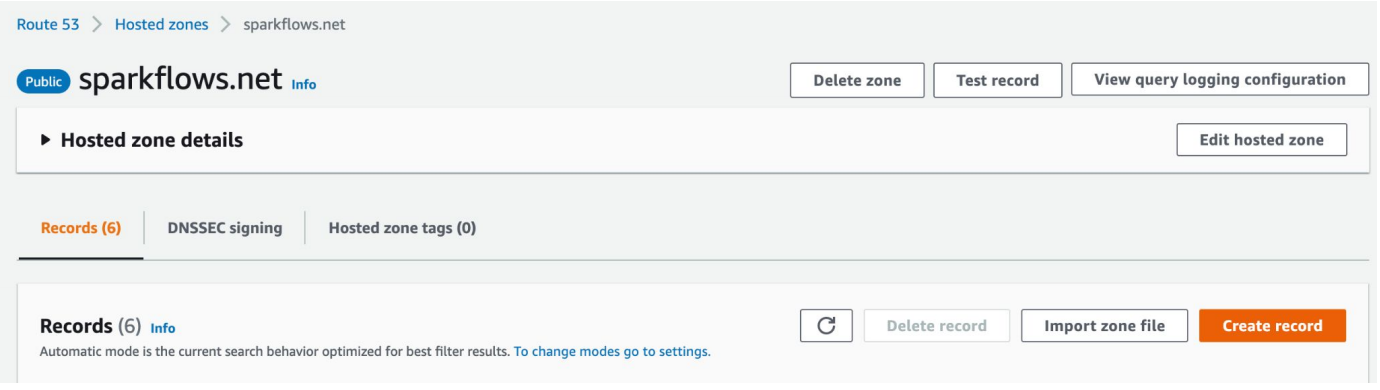 Route 53 > Hosted zones > sparkflows.net
Public sparkflows.net Info
Delete zone Test record View query logging configuration
Hosted zone details Edit hosted zone
Records (6) DNSSEC signing Hosted zone tags (0)
Records (6) Info
Delete record Import zone file Create record
Automatic mode is the current search behavior optimized for best filter results. To change modes go to settings.